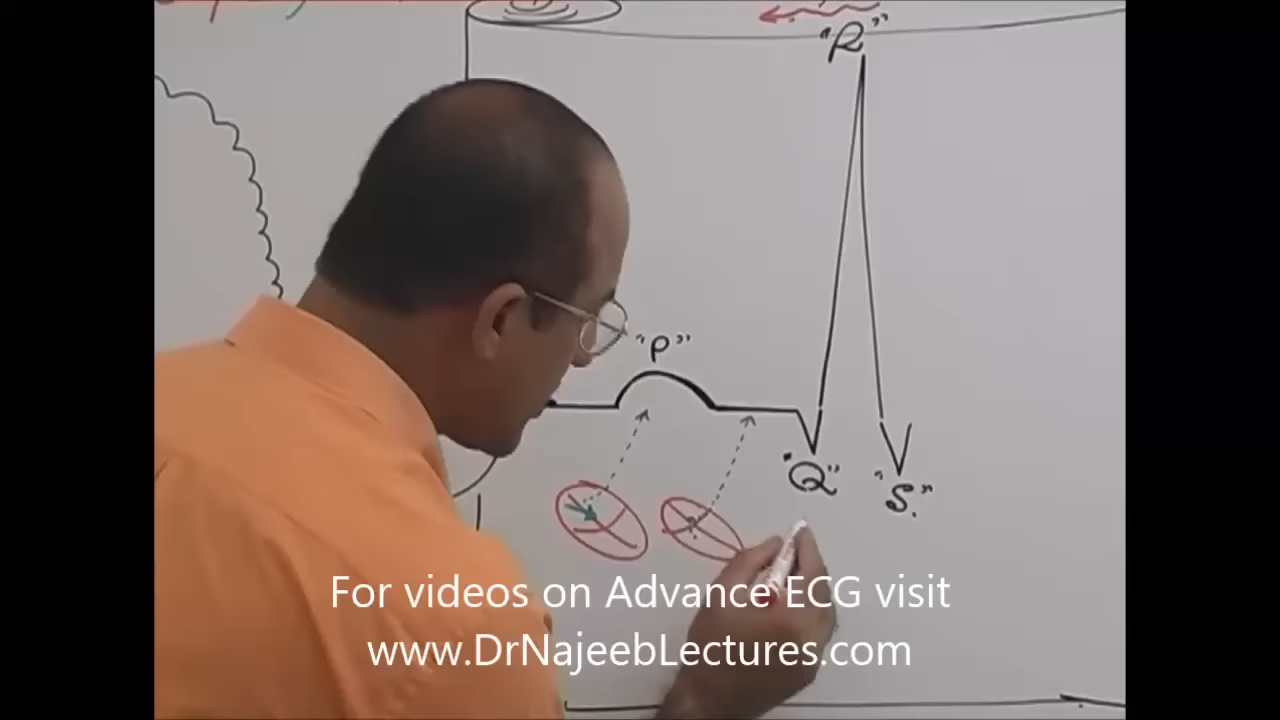 "R"
"P"
"Q"
"S"
For videos on Advance ECG visit
www.DrNajeebLectures.com